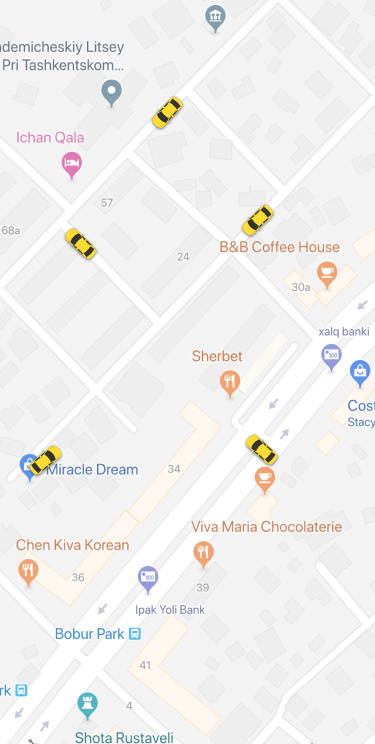 ademicheskiy Litsey
Pri Tashkentskom...
Ichan Qala
57
68a
B&B Coffee House
24
30a
xalq banki
Sherbet
Cost
Stacy
Miracle Dream
34
Viva Maria Chocolaterie
Chen Kiva Korean
36
39
Ipak Yoli Bank
Bobur Park
41
rk
4
Shota Rustaveli